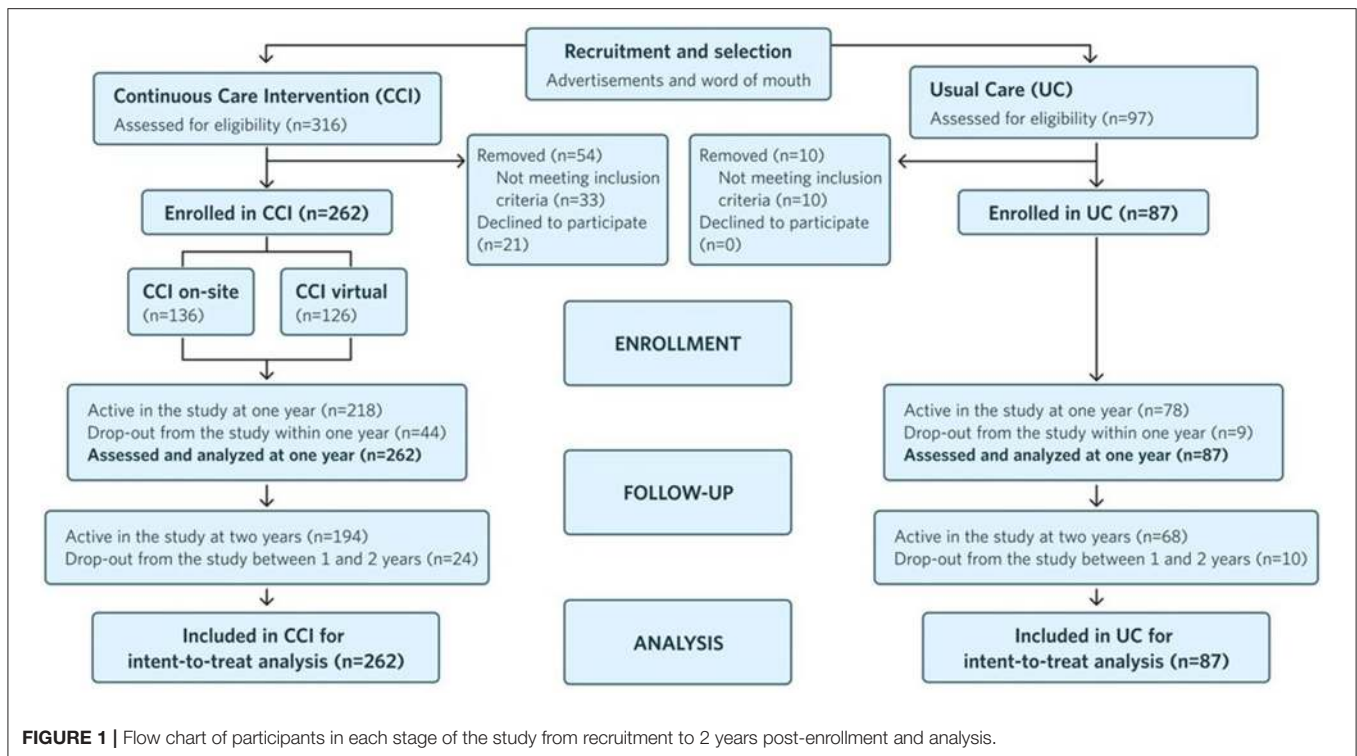 Recruitment and selection
Advertisements and word of mouth
Continuous Care Intervention (CCI)
Assessed for eligibility (n=316)
Usual Care (UC)
Assessed for eligibility (n=97)
Removed (n=54)
Not meeting inclusion
criteria (n=33)
Declined to participate
(n=21)
Removed (n=10)
Not meeting inclusion
criteria (n=10)
Declined to participate
(n=0)
Enrolled in CCI (n=262)
Enrolled in UC (n=87)
CCI on-site
(n=136)
CCI virtual
(n=126)
ENROLLMENT
Active in the study at one year (n=218)
Drop-out from the study within one year (n=44)
Assessed and analyzed at one year (n=262)
Active in the study at one year (n=78)
Drop-out from the study within one year (n=9)
Assessed and analyzed at one year (n=87)
FOLLOW-UP
Active in the study at two years (n=194)
Drop-out from the study between 1 and 2 years (n=24)
Active in the study at two years (n=68)
Drop-out from the study between 1 and 2 years (n=10)
Included in CCI for
intent-to-treat analysis (n=262)
ANALYSIS
Included in UC for
intent-to-treat analysis (n=87)
FIGURE 1 | Flow chart of participants in each stage of the study from recruitment to 2 years post-enrollment and analysis.